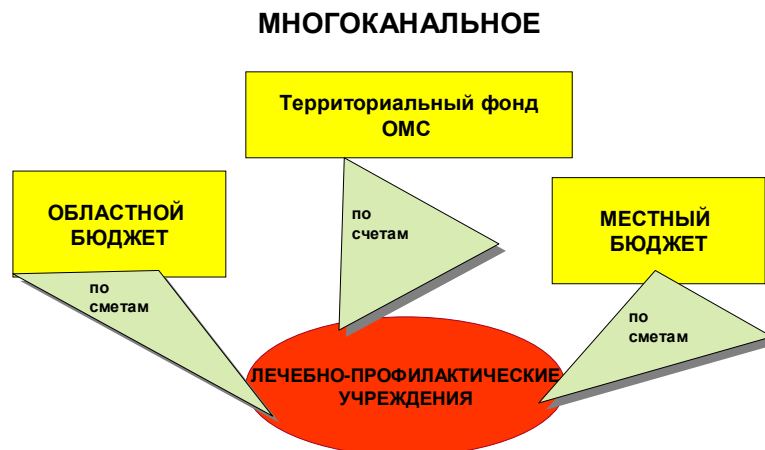 МНОГОКАНАЛЬНОЕ
Территориальный фонд
ОМС
ОБЛАСТНОЙ
БЮДЖЕТ
по
счетам
МЕСТНЫЙ
БЮДЖЕТ
по
сметам
по
сметам
ЛЕЧЕБНО-ПРОФИЛАКТИЧЕСКИЕ
УЧРЕЖДЕНИЯ